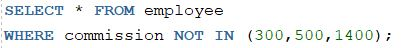 SELECT * FROM employee
WHERE commission NOT IN (300,500,1400);